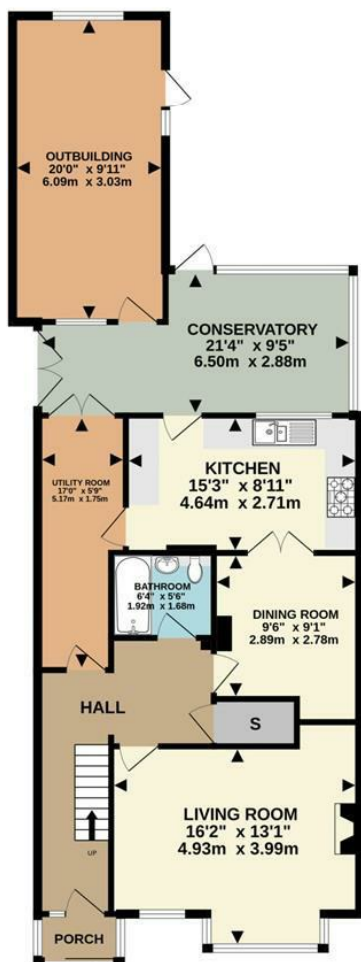 OUTBUILDING
20'0" x 9'11"
6.09m x 3.03m
CONSERVATORY
21'4" x 9'5"
6.50m x 2.88m
UTILITY ROOM
17'0" x 5'9"
5.17m x 1.75m
KITCHEN
15'3" x 8'11"
4.64m x 2.71m
BATHROOM
6'4" x 5'6"
1.92m x 1.68m
DINING ROOM
9'6" x 9'1"
2.89m x 2.78m
HALL
S
LIVING ROOM
16'2" x 13'1"
4.93m x 3.99m
UP
PORCH